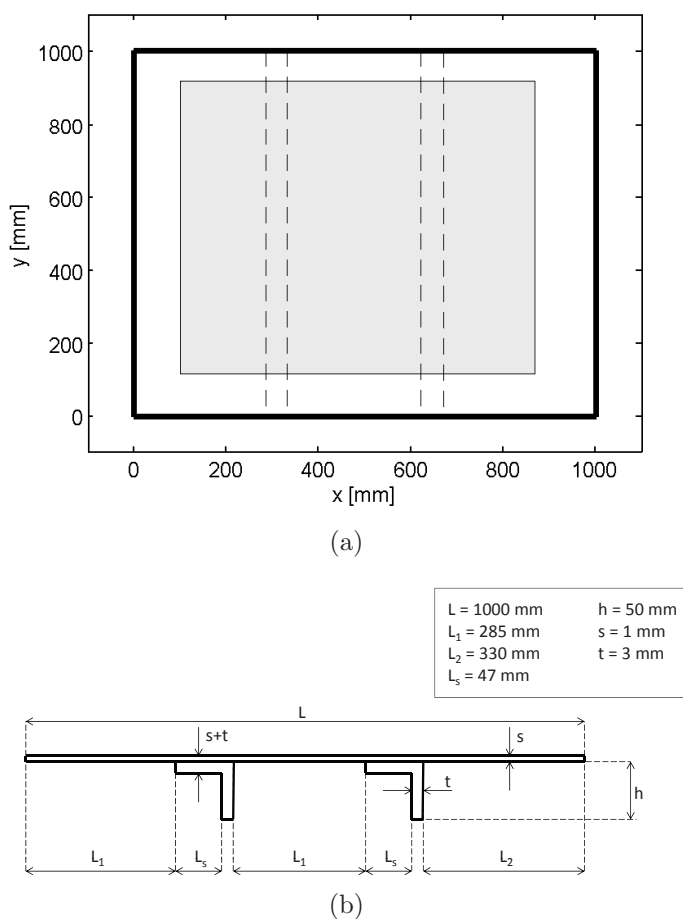 1000
800
600
400
200
0
y [mm]
0 200 400 600 800 1000
x [mm]
(a)
L = 1000 mm h = 50 mm
L₁ = 285 mm s = 1 mm
L₂ = 330 mm t = 3 mm
Lₛ = 47 mm
L
s+t s
t h
L₁ Lₛ L₁ Lₛ L₂
(b)